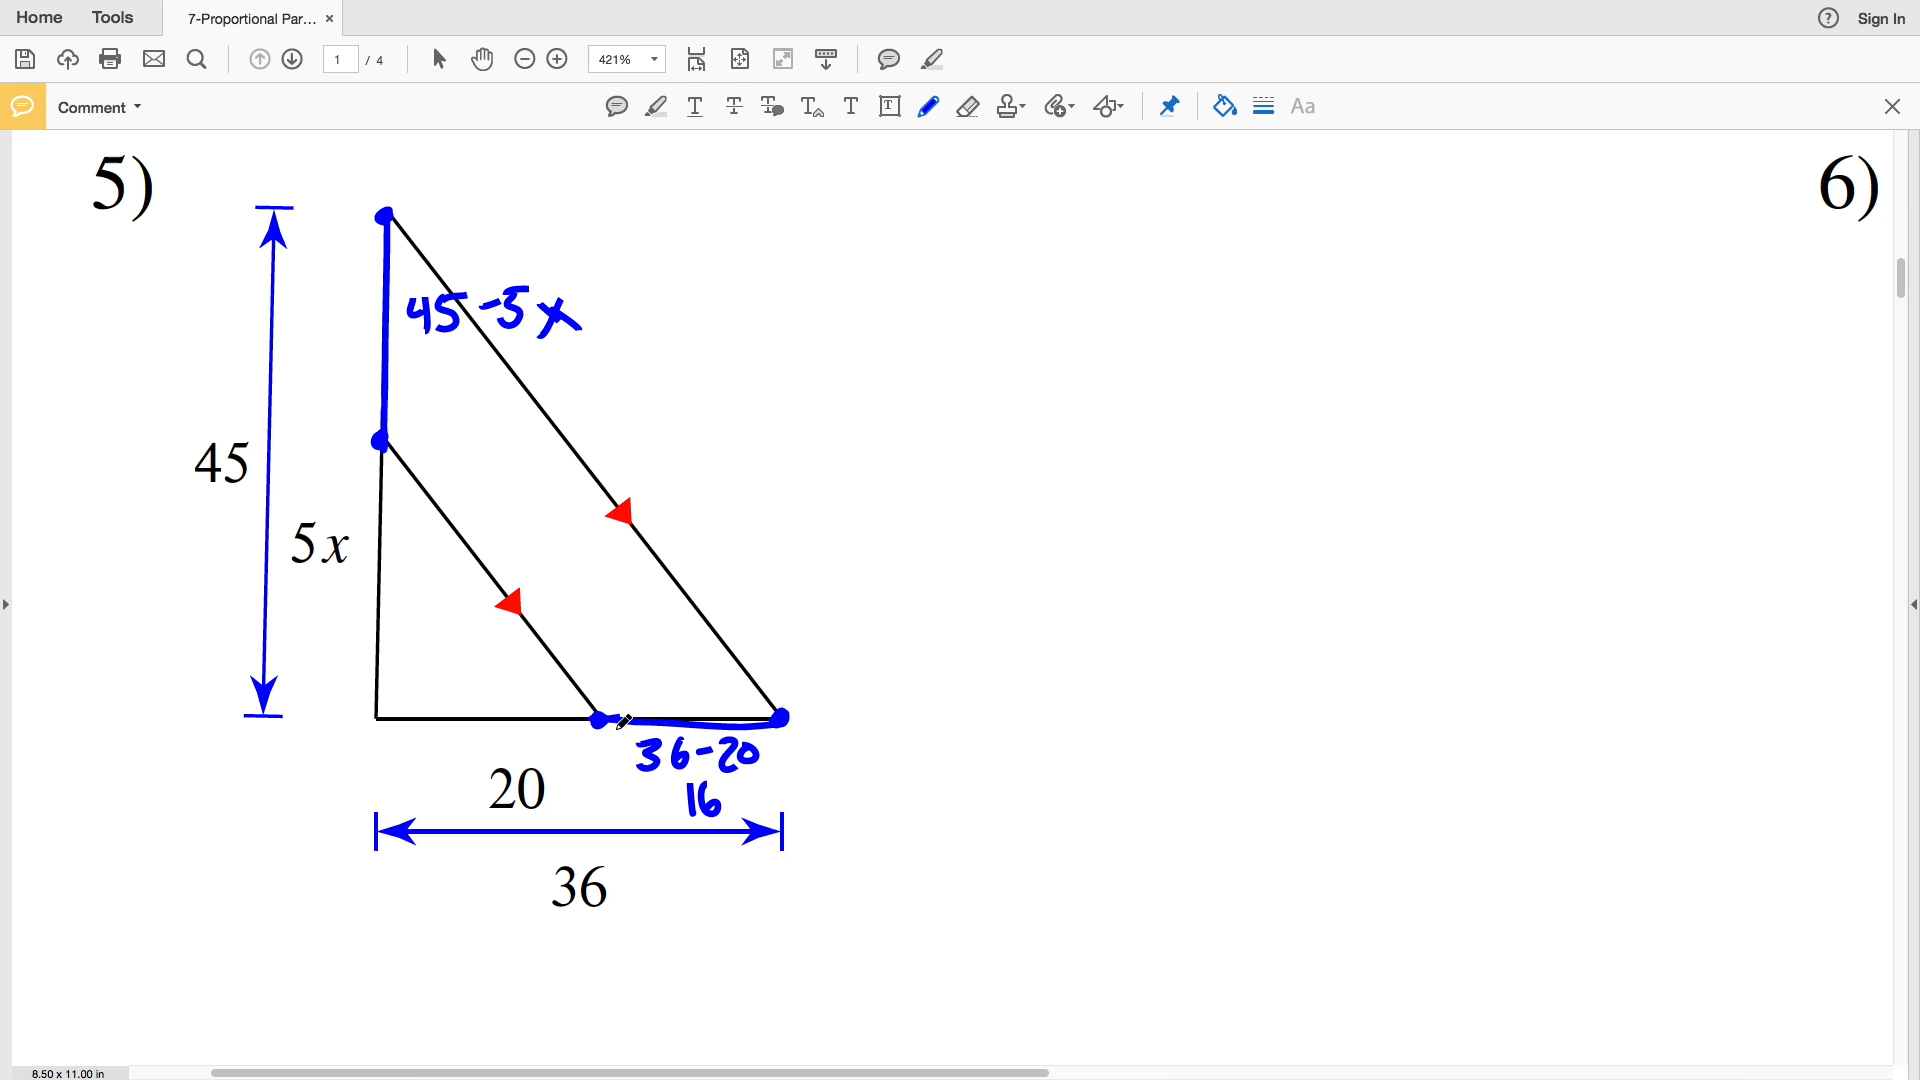 Home Tools 7-Proportional Par... × ? Sign In
1 / 4 421%
Comment Aa
5) 6)
45-5x
45
5x
36-20
20
16
36
8.50 x 11.00 in